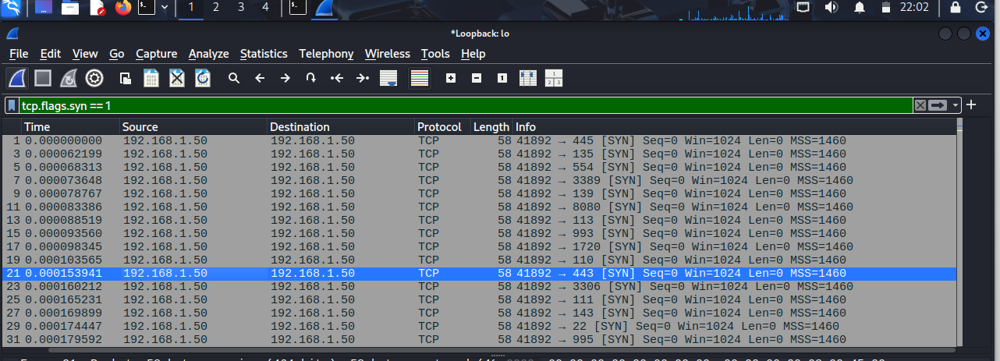 1 2 3 4 22:02
*Loopback: lo
File Edit View Go Capture Analyze Statistics Telephony Wireless Tools Help
tcp.flags.syn == 1
Time Source Destination Protocol Length Info
1 0.000000000 192.168.1.50 192.168.1.50 TCP 58 41892 → 445 [SYN] Seq=0 Win=1024 Len=0 MSS=1460
3 0.000062199 192.168.1.50 192.168.1.50 TCP 58 41892 → 135 [SYN] Seq=0 Win=1024 Len=0 MSS=1460
5 0.000068313 192.168.1.50 192.168.1.50 TCP 58 41892 → 554 [SYN] Seq=0 Win=1024 Len=0 MSS=1460
7 0.000073648 192.168.1.50 192.168.1.50 TCP 58 41892 → 3389 [SYN] Seq=0 Win=1024 Len=0 MSS=1460
9 0.000078767 192.168.1.50 192.168.1.50 TCP 58 41892 → 139 [SYN] Seq=0 Win=1024 Len=0 MSS=1460
11 0.000083386 192.168.1.50 192.168.1.50 TCP 58 41892 → 8080 [SYN] Seq=0 Win=1024 Len=0 MSS=1460
13 0.000088519 192.168.1.50 192.168.1.50 TCP 58 41892 → 113 [SYN] Seq=0 Win=1024 Len=0 MSS=1460
15 0.000093560 192.168.1.50 192.168.1.50 TCP 58 41892 → 993 [SYN] Seq=0 Win=1024 Len=0 MSS=1460
17 0.000098345 192.168.1.50 192.168.1.50 TCP 58 41892 → 1720 [SYN] Seq=0 Win=1024 Len=0 MSS=1460
19 0.000103565 192.168.1.50 192.168.1.50 TCP 58 41892 → 110 [SYN] Seq=0 Win=1024 Len=0 MSS=1460
21 0.000153941 192.168.1.50 192.168.1.50 TCP 58 41892 → 443 [SYN] Seq=0 Win=1024 Len=0 MSS=1460
23 0.000160212 192.168.1.50 192.168.1.50 TCP 58 41892 → 3306 [SYN] Seq=0 Win=1024 Len=0 MSS=1460
25 0.000165231 192.168.1.50 192.168.1.50 TCP 58 41892 → 111 [SYN] Seq=0 Win=1024 Len=0 MSS=1460
27 0.000169899 192.168.1.50 192.168.1.50 TCP 58 41892 → 143 [SYN] Seq=0 Win=1024 Len=0 MSS=1460
29 0.000174447 192.168.1.50 192.168.1.50 TCP 58 41892 → 22 [SYN] Seq=0 Win=1024 Len=0 MSS=1460
31 0.000179592 192.168.1.50 192.168.1.50 TCP 58 41892 → 995 [SYN] Seq=0 Win=1024 Len=0 MSS=1460